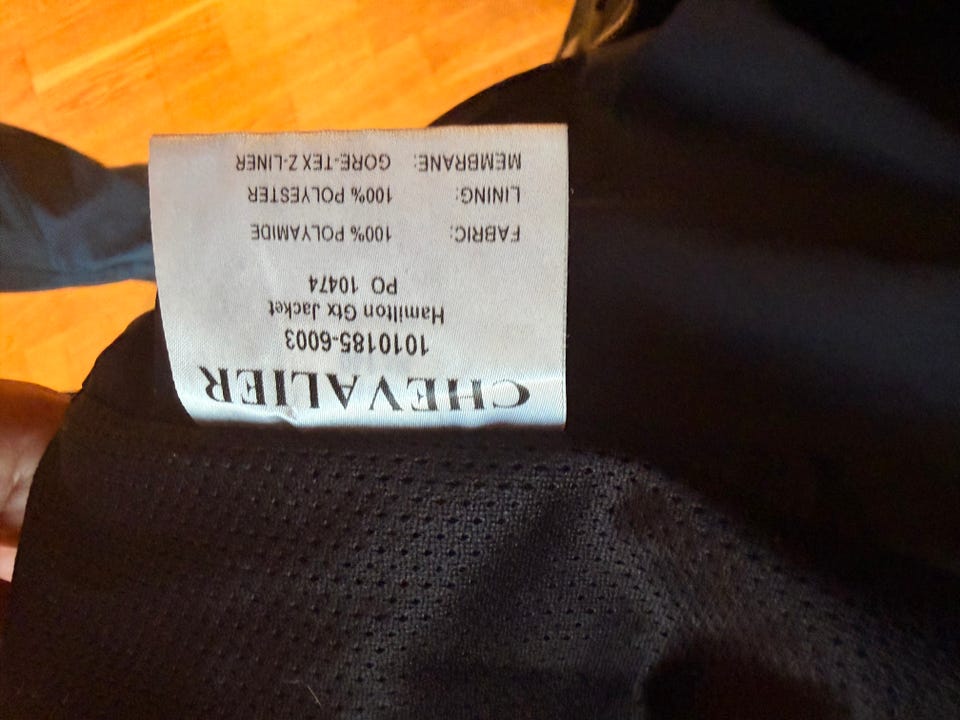 CHEVALIER
1010185-6003
Hamilton Gtx Jacket
PO 10474
FABRIC: 100% POLYAMIDE
LINING: 100% POLYESTER
MEMBRANE: GORE-TEX Z-LINER